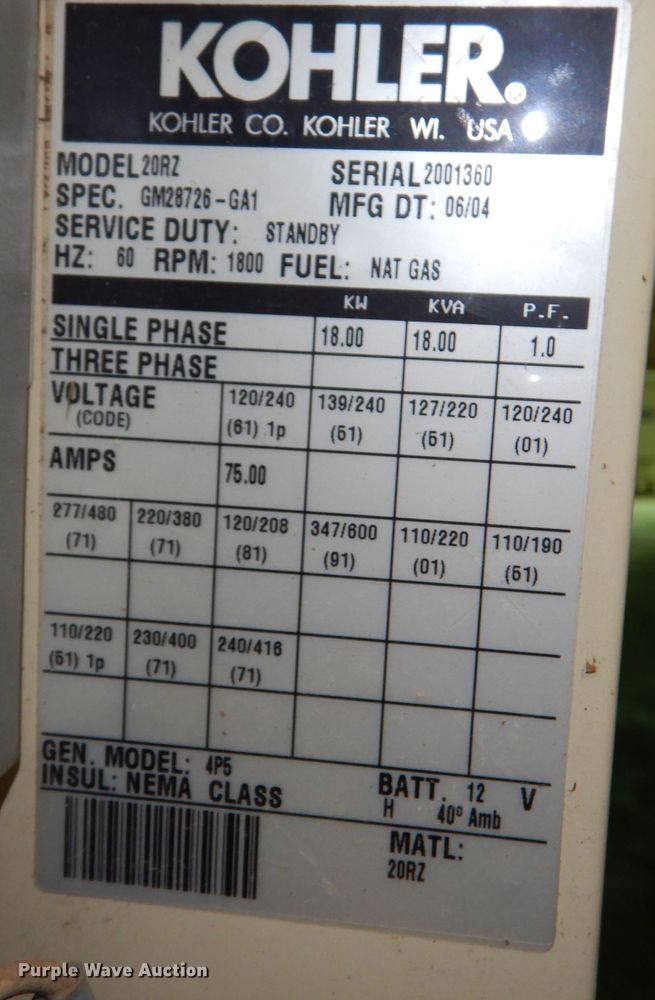 KOHLER®
KOHLER CO. KOHLER WI. USA
MODEL 20RZ SERIAL 2001360
SPEC. GM28726-GA1 MFG DT: 06/04
SERVICE DUTY: STANDBY
HZ: 60 RPM: 1800 FUEL: NAT GAS
KW KVA P.F.
SINGLE PHASE 18.00 18.00 1.0
THREE PHASE
VOLTAGE 120/240 139/240 127/220 120/240
(CODE) (61) 1p (51) (51) (01)
AMPS 75.00
277/480 220/380 120/208 347/600 110/220 110/190
(71) (71) (81) (91) (01) (51)
110/220 230/400 240/416
(61) 1p (71) (71)
GEN. MODEL: 4P5 BATT. 12 V
INSUL: NEMA CLASS H 40° Amb
MATL:
20RZ
Purple Wave Auction